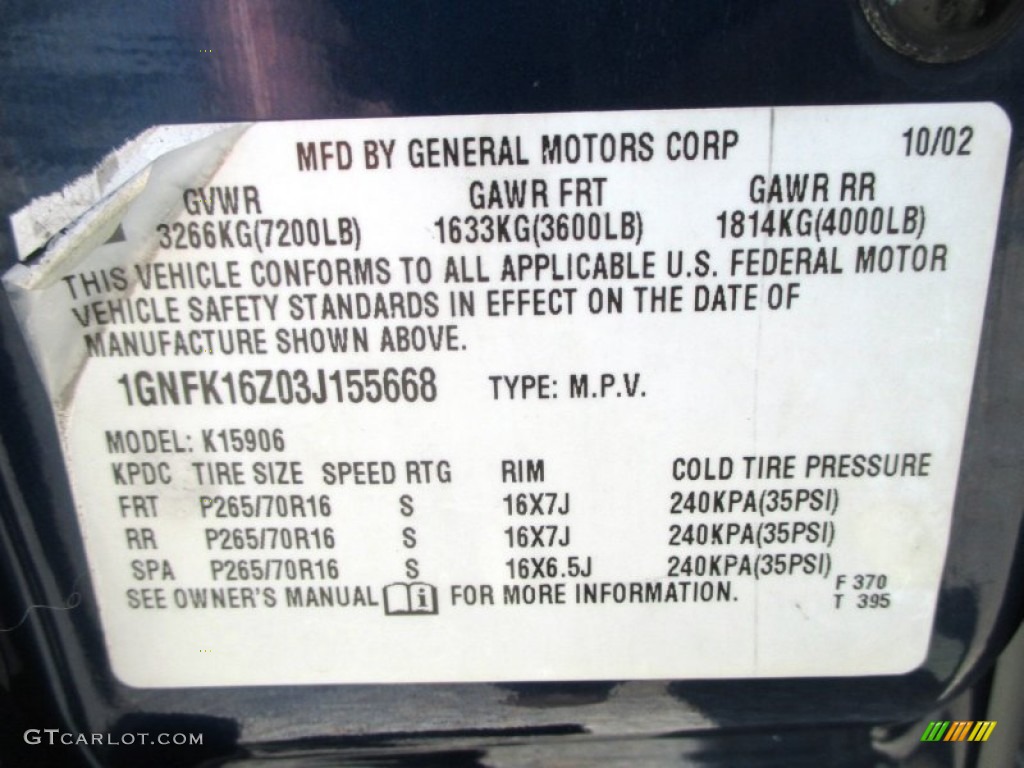 MFD BY GENERAL MOTORS CORP 10/02
GVWR GAWR FRT GAWR RR
3266KG(7200LB) 1633KG(3600LB) 1814KG(4000LB)
THIS VEHICLE CONFORMS TO ALL APPLICABLE U.S. FEDERAL MOTOR
VEHICLE SAFETY STANDARDS IN EFFECT ON THE DATE OF
MANUFACTURE SHOWN ABOVE.
1GNFK16Z03J155668 TYPE: M.P.V.
MODEL: K15906
KPDC TIRE SIZE SPEED RTG RIM COLD TIRE PRESSURE
FRT P265/70R16 S 16X7J 240KPA(35PSI)
RR P265/70R16 S 16X7J 240KPA(35PSI)
SPA P265/70R16 S 16X6.5J 240KPA(35PSI)
SEE OWNER'S MANUAL FOR MORE INFORMATION.
F 370
T 395
GTCARLOT.COM